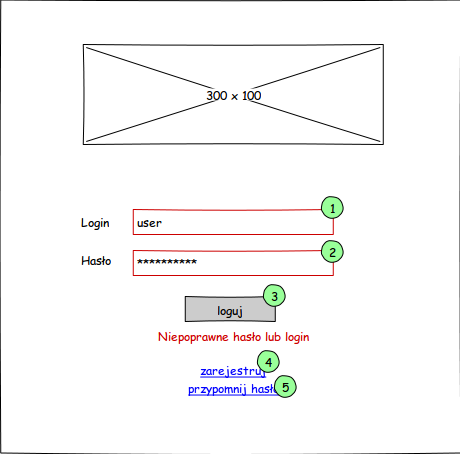 300 x 100
1
Login user
2
Hasło **********
3
loguj
Niepoprawne hasło lub login
4
zarejestruj
przypomnij hasło
5